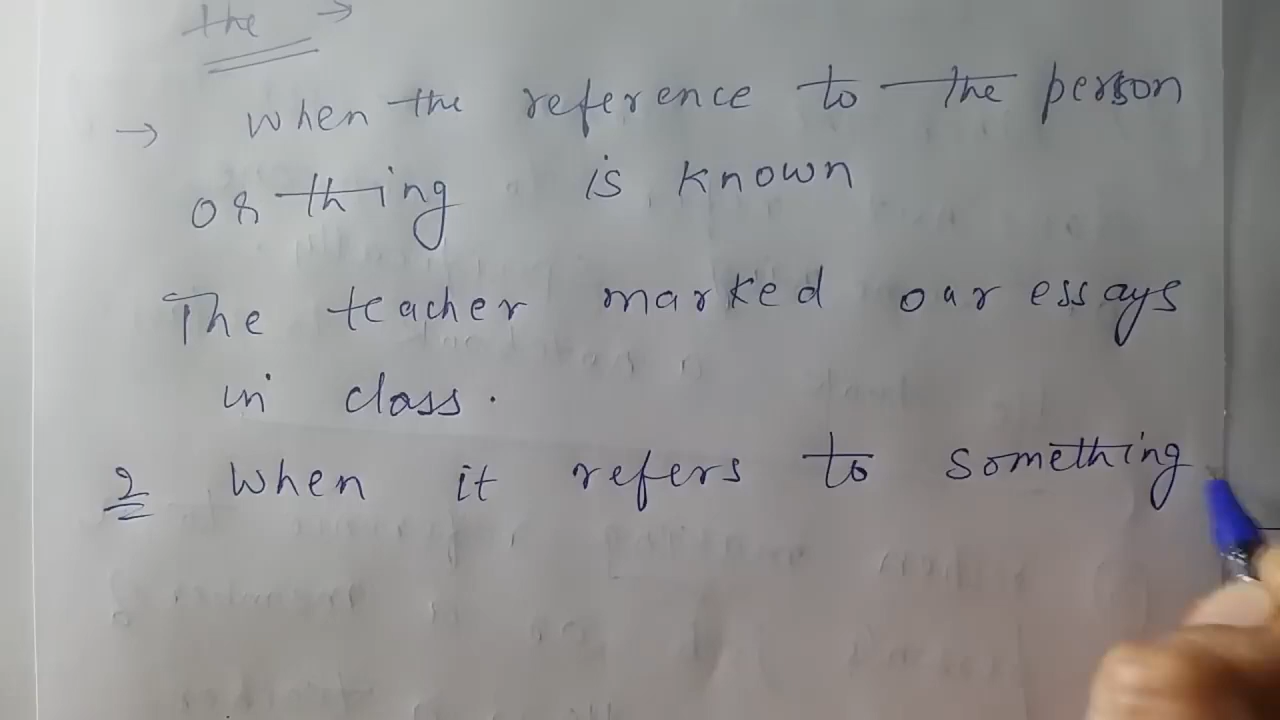 the →
→ when the reference to the person
or thing is known
The teacher marked our essays
in class.
2 when it refers to something